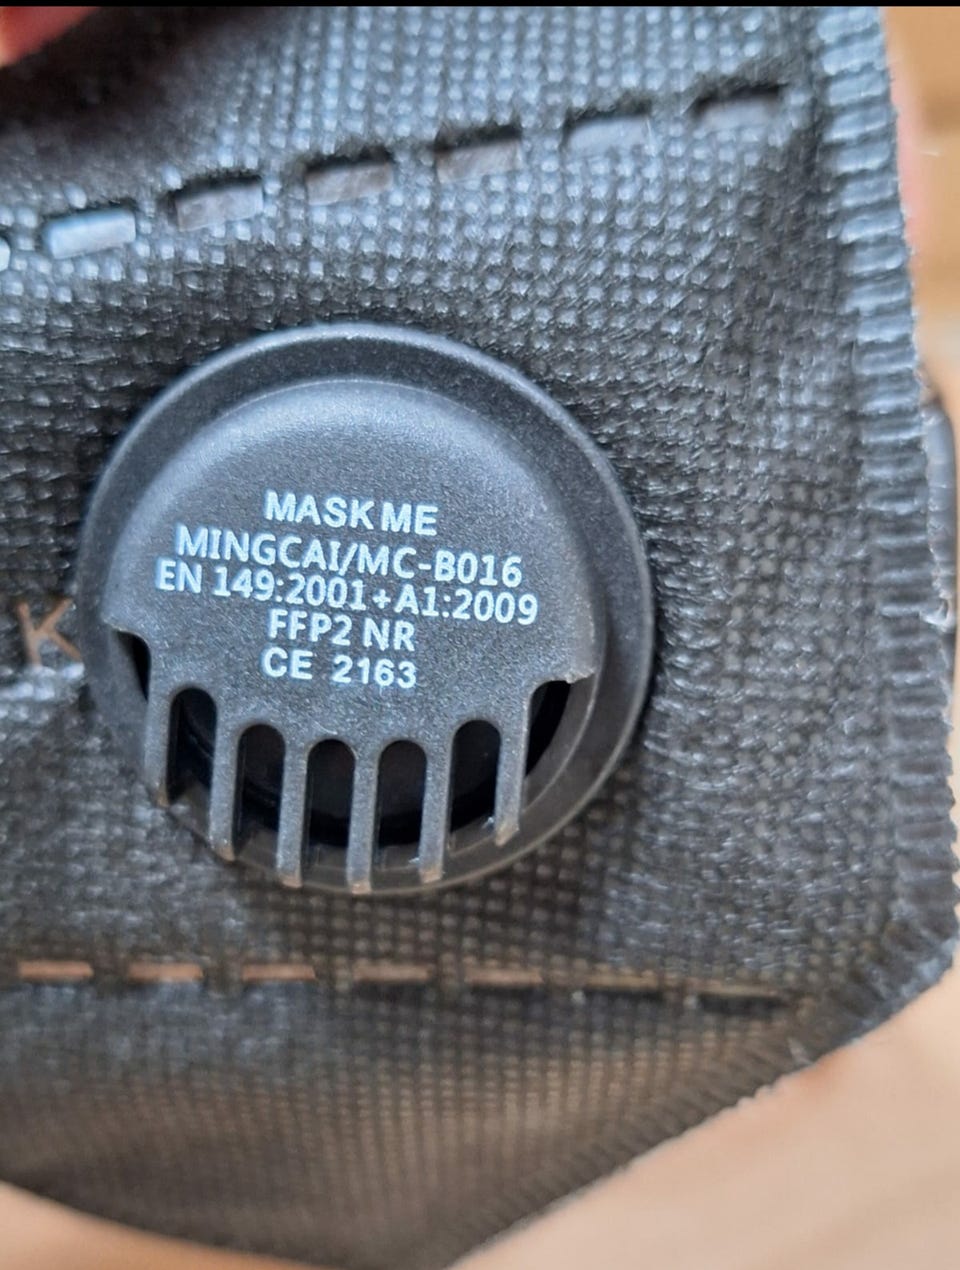 MASK ME
MINGCAI/MC-B016
EN 149:2001+A1:2009
FFP2 NR
CE 2163
K